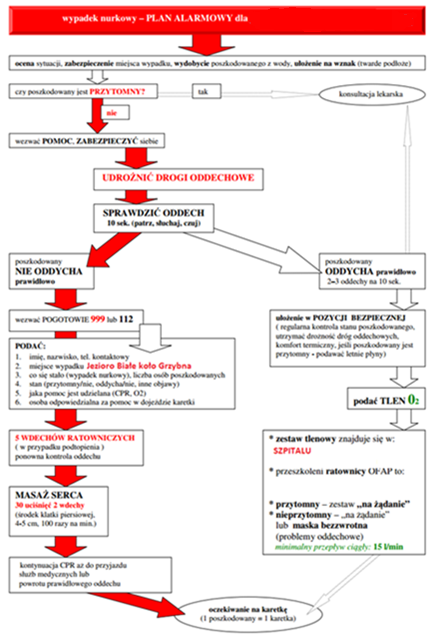 wypadek nurkowy – PLAN ALARMOWY dla
ocena sytuacji, zabezpieczenie miejsca wypadku, wydobycie poszkodowanego z wody, ułożenie na wznak (twarde podłoże)
czy poszkodowany jest PRZYTOMNY?
tak
konsultacja lekarska
nie
wezwać POMOC, ZABEZPIECZYĆ siebie
UDROŻNIĆ DROGI ODDECHOWE
SPRAWDZIĆ ODDECH
10 sek. (patrz, słuchaj, czuj)
poszkodowany
NIE ODDYCHA
prawidłowo
poszkodowany
ODDYCHA prawidłowo
2=3 oddechy na 10 sek.
wezwać POGOTOWIE 999 lub 112
PODAĆ:
1. imię, nazwisko, tel. kontaktowy
2. miejsce wypadku Jezioro Białe koło Grzybna
3. co się stało (wypadek nurkowy), liczba osób poszkodowanych
4. stan (przytomny/nie, oddycha/nie, inne objawy)
5. jaka pomoc jest udzielana (CPR, O2)
6. osoba odpowiedzialna za pomoc w dojeździe karetki
ułożenie w POZYCJI BEZPIECZNEJ
( regularna kontrola stanu poszkodowanego,
utrzymać drożność dróg oddechowych,
komfort termiczny, jeśli poszkodowany jest
przytomny - podawać letnie płyny)
podać TLEN O2
5 WDECHÓW RATOWNICZYCH
( w przypadku podtopienia )
ponowna kontrola oddechu
* zestaw tlenowy znajduje się w:
SZPITALU
* przeszkoleni ratownicy OFAP to:
* przytomny – zestaw „na żądanie”
* nieprzytomny – „na żądanie”
lub maska bezzwrotna
(problemy oddechowe)
minimalny przepływ ciągły: 15 l/min
MASAŻ SERCA
30 uciśnięć 2 wdechy
(środek klatki piersiowej,
4=5 cm, 100 razy na min.)
kontynuacja CPR aż do przyjazdu
służb medycznych lub
powrotu prawidłowego oddechu
oczekiwanie na karetkę
(1 poszkodowany = 1 karetka)